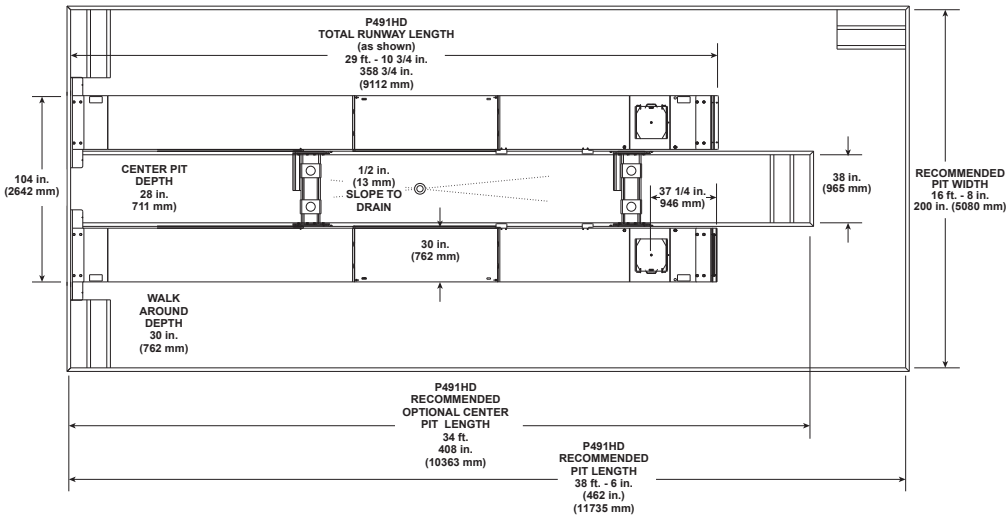 P491HD
TOTAL RUNWAY LENGTH
(as shown)
29 ft. - 10 3/4 in.
358 3/4 in.
(9112 mm)
104 in.
(2642 mm)
CENTER PIT
DEPTH
28 in.
711 mm)
1/2 in.
(13 mm)
SLOPE TO
DRAIN
37 1/4 in.
946 mm)
38 in.
(965 mm)
RECOMMENDED
PIT WIDTH
16 ft. - 8 in.
200 in. (5080 mm)
30 in.
(762 mm)
WALK
AROUND
DEPTH
30 in.
(762 mm)
P491HD
RECOMMENDED
OPTIONAL CENTER
PIT LENGTH
34 ft.
408 in.
(10363 mm)
P491HD
RECOMMENDED
PIT LENGTH
38 ft. - 6 in.
(462 in.)
(11735 mm)